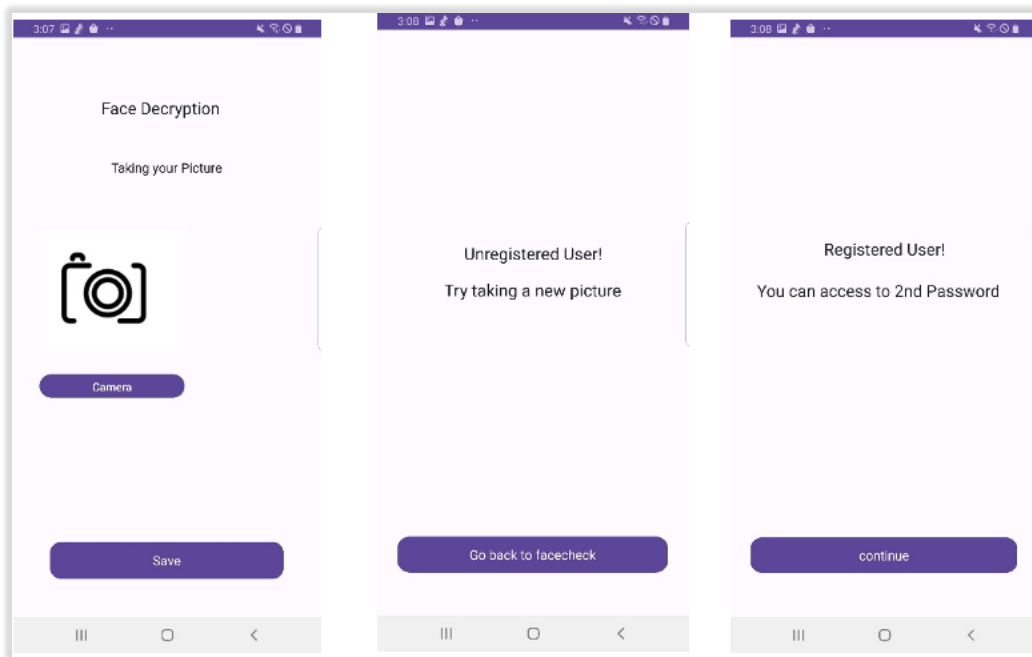 3:07
Face Decryption
Taking your Picture
Camera
Save
3:08
Unregistered User!
Try taking a new picture
Go back to facecheck
3:08
Registered User!
You can access to 2nd Password
continue